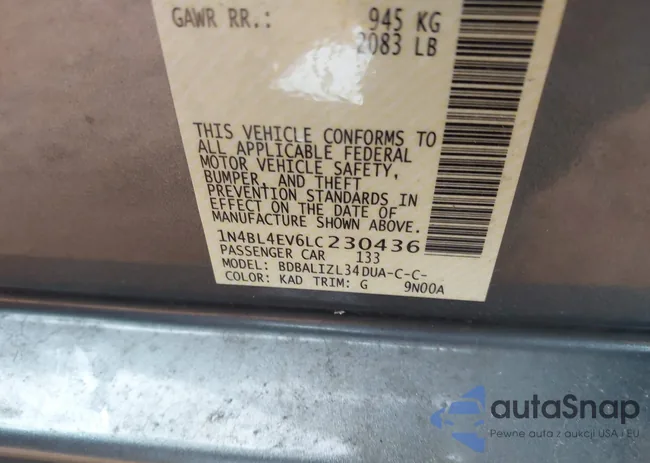 GAWR RR.: 945 KG
2083 LB
THIS VEHICLE CONFORMS TO
ALL APPLICABLE FEDERAL
MOTOR VEHICLE SAFETY,
BUMPER, AND THEFT
PREVENTION STANDARDS IN
EFFECT ON THE DATE OF
MANUFACTURE SHOWN ABOVE.
1N4BL4EV6LC230436
PASSENGER CAR 133
MODEL: BDBALIZL34DUA-C-C-
COLOR: KAD TRIM: G 9N00A
autaSnap
Pewne auta z aukcji USA i EU